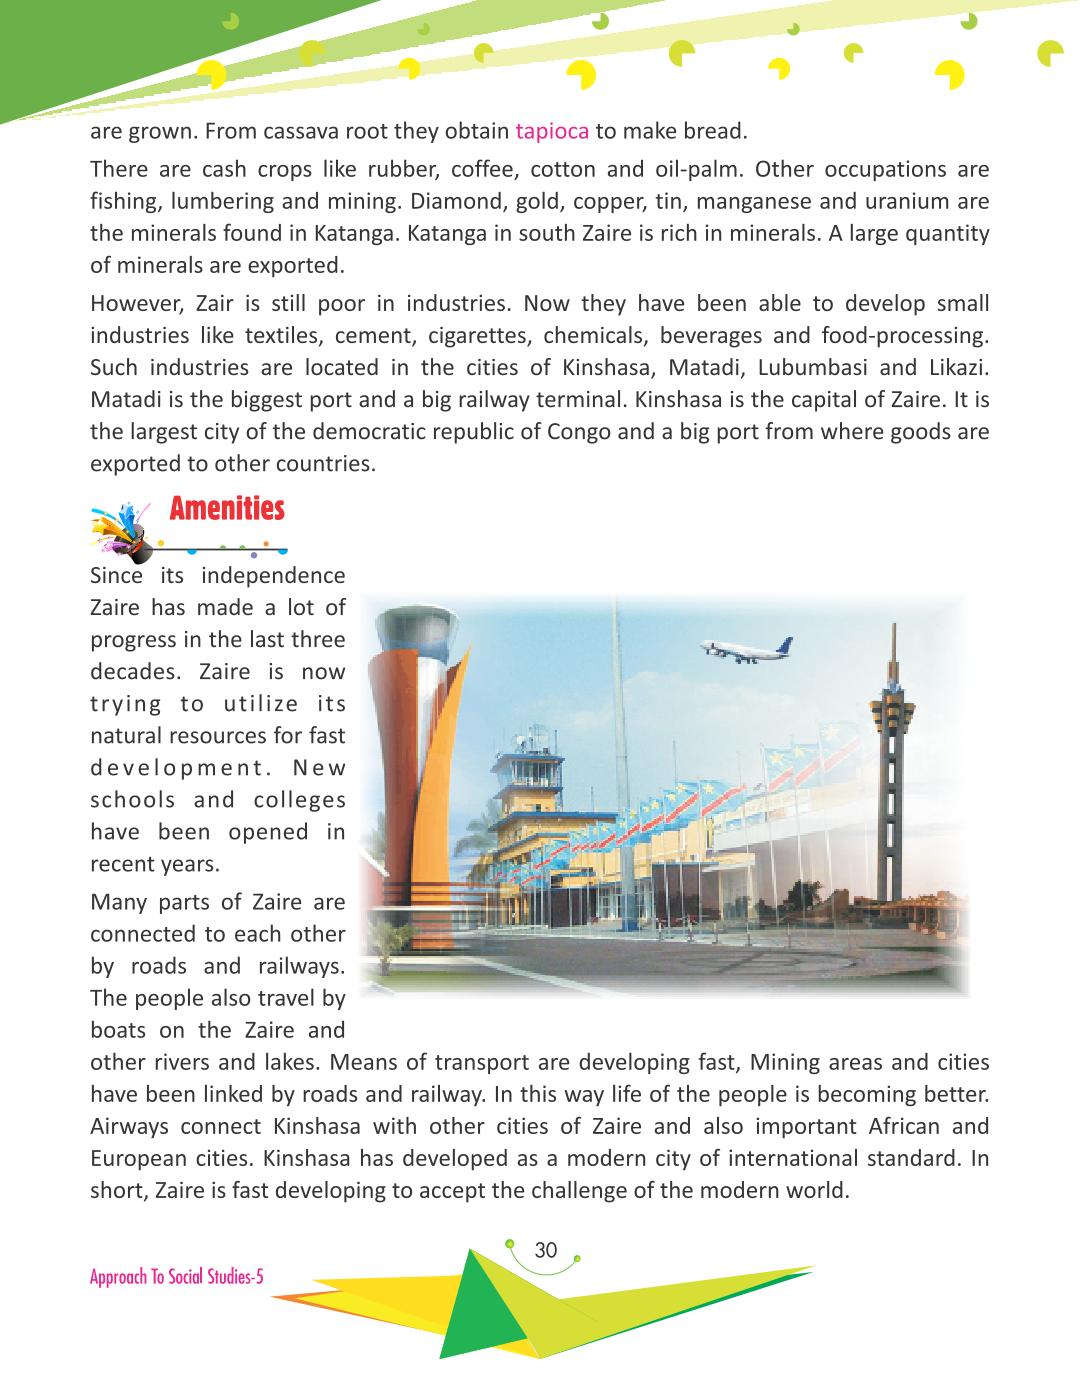 are grown. From cassava root they obtain tapioca to make bread.
There are cash crops like rubber, coffee, cotton and oil-palm. Other occupations are
fishing, lumbering and mining. Diamond, gold, copper, tin, manganese and uranium are
the minerals found in Katanga. Katanga in south Zaire is rich in minerals. A large quantity
of minerals are exported.
However, Zair is still poor in industries. Now they have been able to develop small
industries like textiles, cement, cigarettes, chemicals, beverages and food-processing.
Such industries are located in the cities of Kinshasa, Matadi, Lubumbasi and Likazi.
Matadi is the biggest port and a big railway terminal. Kinshasa is the capital of Zaire. It is
the largest city of the democratic republic of Congo and a big port from where goods are
exported to other countries.
Amenities
Since its independence
Zaire has made a lot of
progress in the last three
decades. Zaire is now
trying to utilize its
natural resources for fast
development. New
schools and colleges
have been opened in
recent years.
Many parts of Zaire are
connected to each other
by roads and railways.
The people also travel by
boats on the Zaire and
other rivers and lakes. Means of transport are developing fast, Mining areas and cities
have been linked by roads and railway. In this way life of the people is becoming better.
Airways connect Kinshasa with other cities of Zaire and also important African and
European cities. Kinshasa has developed as a modern city of international standard. In
short, Zaire is fast developing to accept the challenge of the modern world.
30
Approach To Social Studies-5